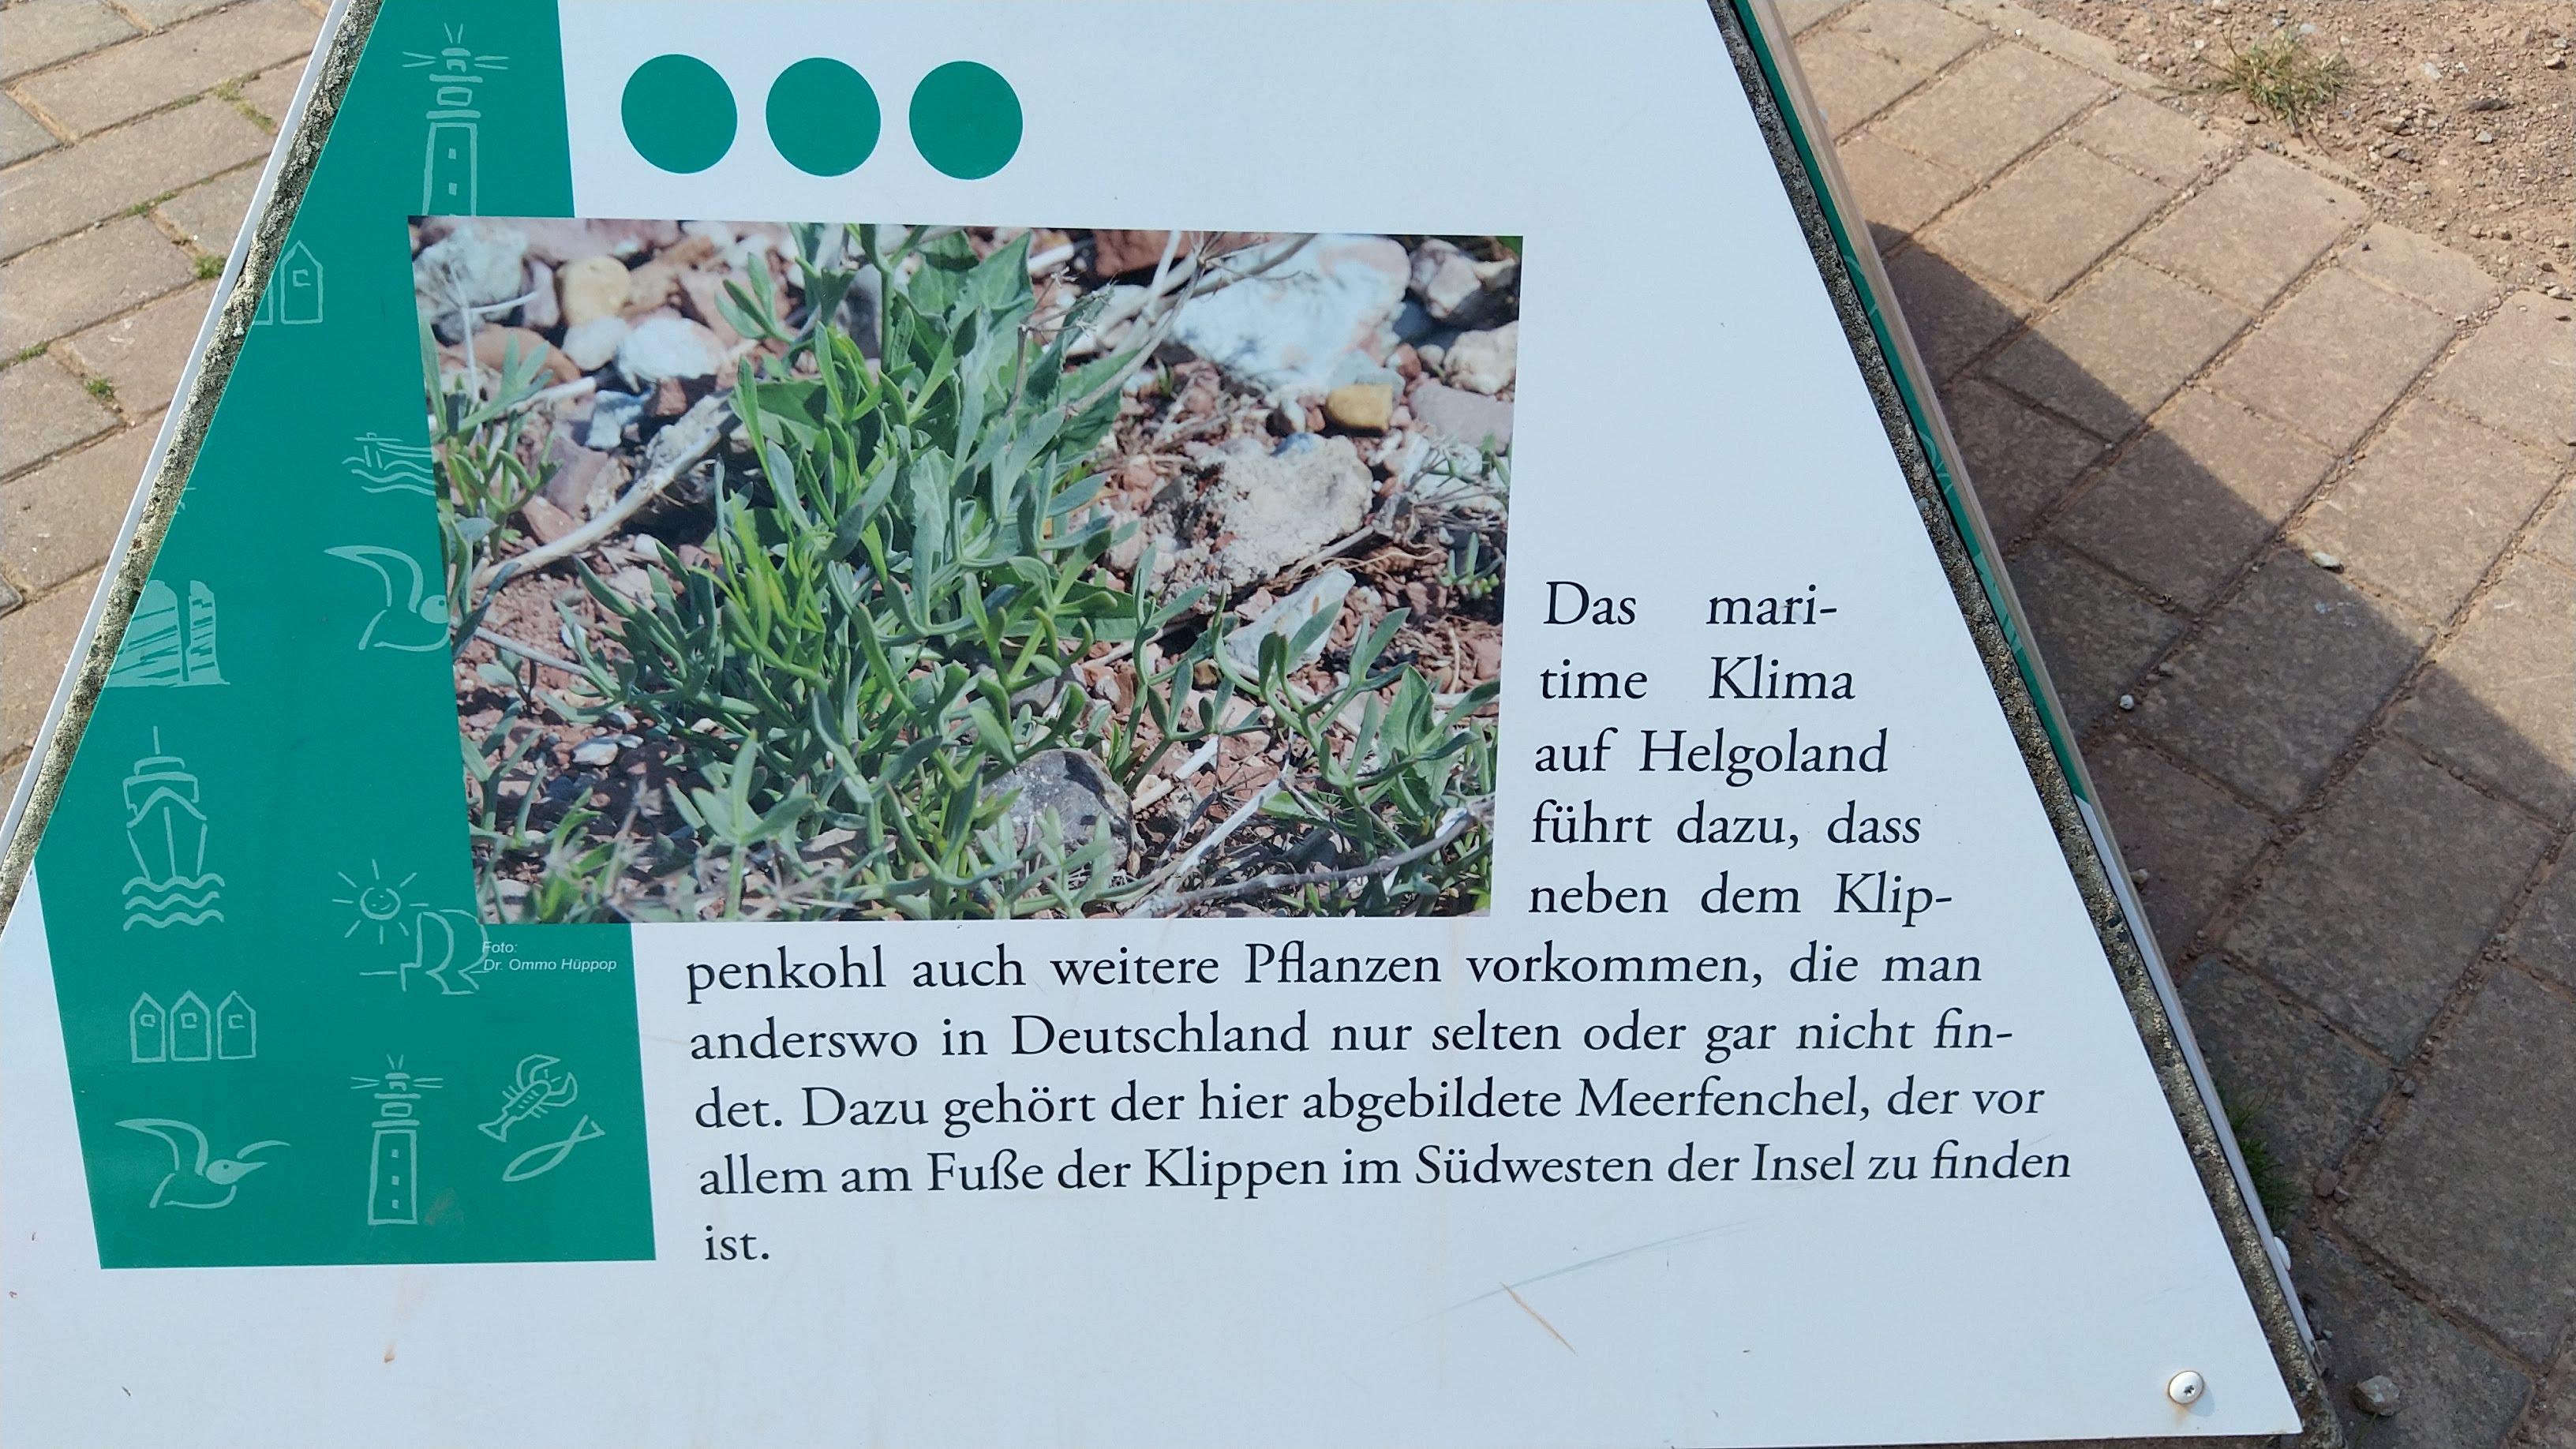 Das mari-
time Klima
auf Helgoland
führt dazu, dass
neben dem Klip-
penkohl auch weitere Pflanzen vorkommen, die man
anderswo in Deutschland nur selten oder gar nicht fin-
det. Dazu gehört der hier abgebildete Meerfenchel, der vor
allem am Fuße der Klippen im Südwesten der Insel zu finden
ist.
Foto:
Dr. Ommo Hüppop